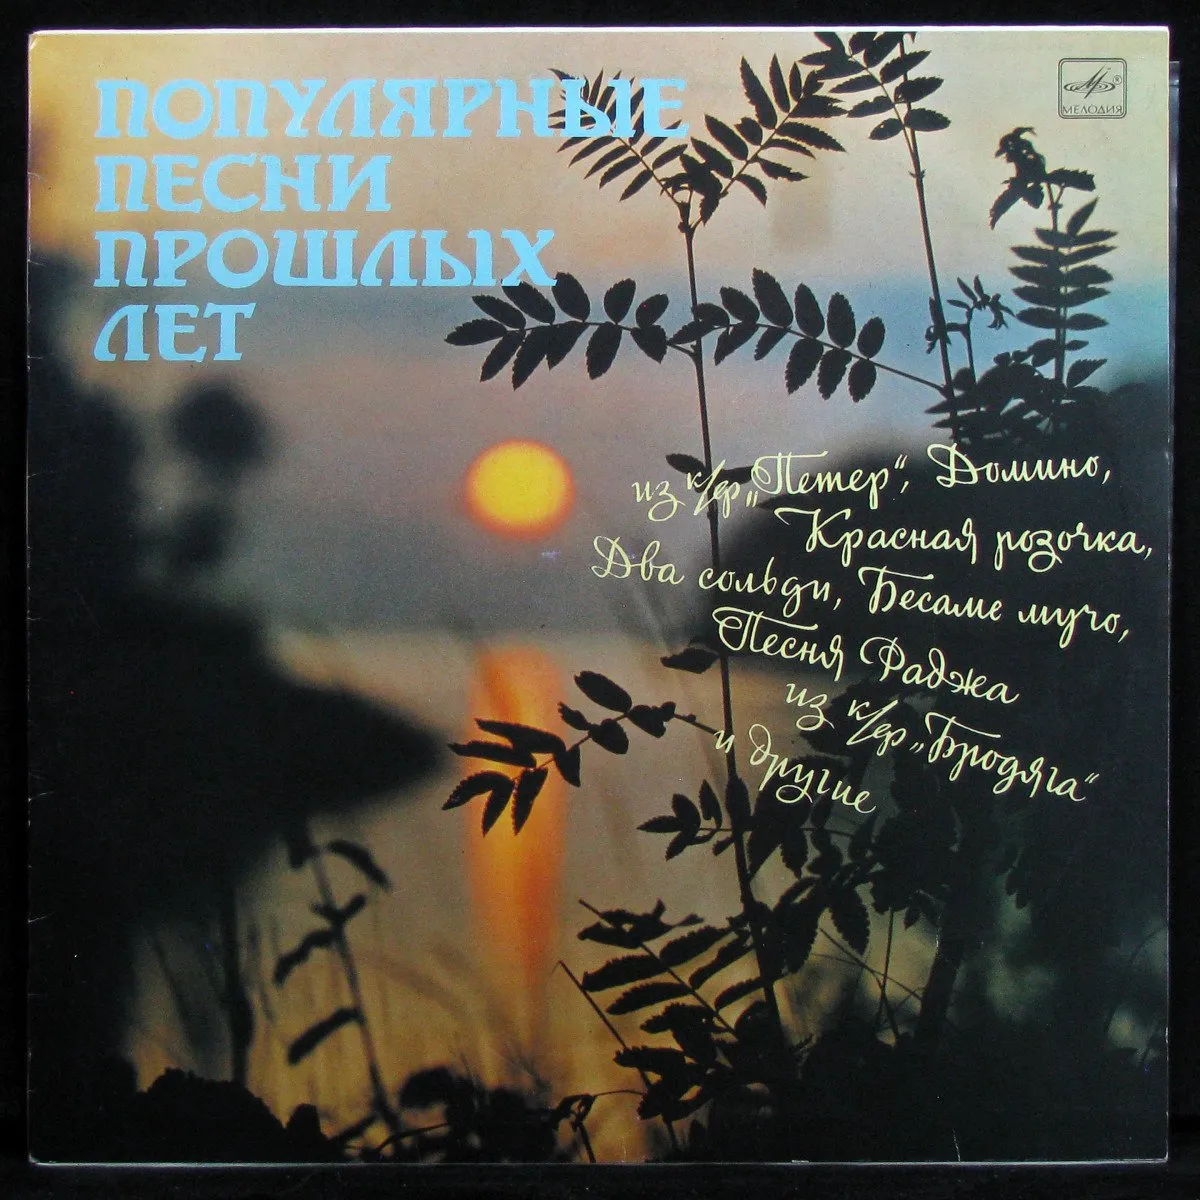 ПОПУЛЯРНЫЕ
ПЕСНИ
ПРОШЛЫХ
ЛЕТ
МЕЛОДИЯ
из к/ф „Петер“, Домино,
Красная розочка,
Два сольди, Бесаме мучо,
Песня Раджа
из к/ф „Бродяга“
и другие